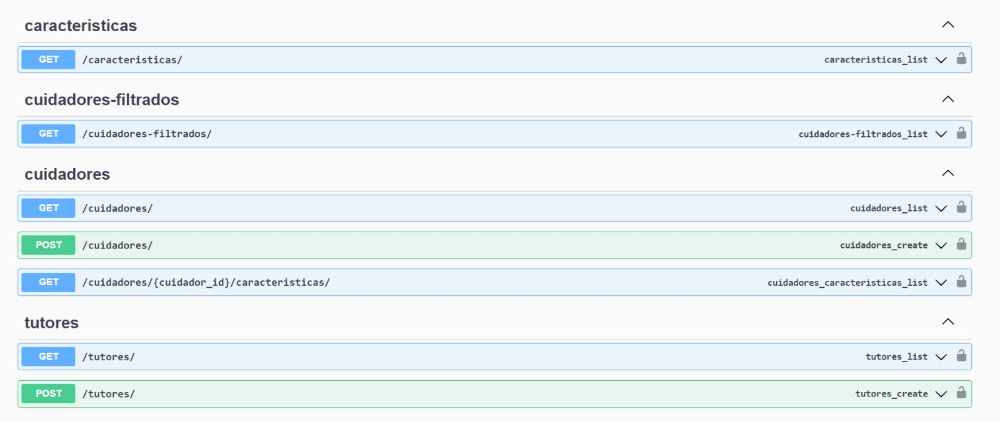 caracteristicas
GET /caracteristicas/ caracteristicas_list
cuidadores-filtrados
GET /cuidadores-filtrados/ cuidadores-filtrados_list
cuidadores
GET /cuidadores/ cuidadores_list
POST /cuidadores/ cuidadores_create
GET /cuidadores/{cuidador_id}/caracteristicas/ cuidadores_caracteristicas_list
tutores
GET /tutores/ tutores_list
POST /tutores/ tutores_create